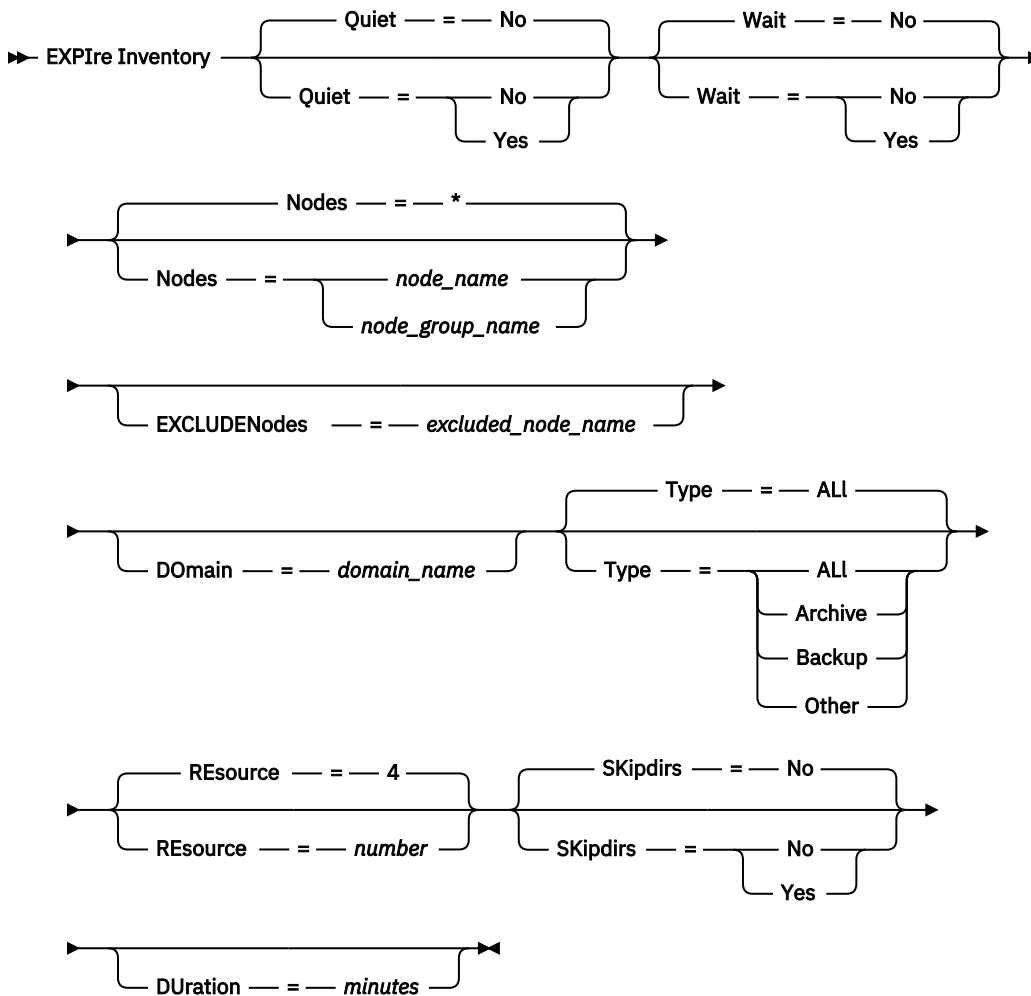 Quiet = No Wait = No
EXPIre Inventory
Quiet = No Wait = No
Yes Yes
Nodes = *
Nodes = node_name
node_group_name
EXCLUDENodes = excluded_node_name
Type = ALl
DOmain = domain_name Type = ALl
Archive
Backup
Other
REsource = 4 SKipdirs = No
REsource = number SKipdirs = No
Yes
DUration = minutes